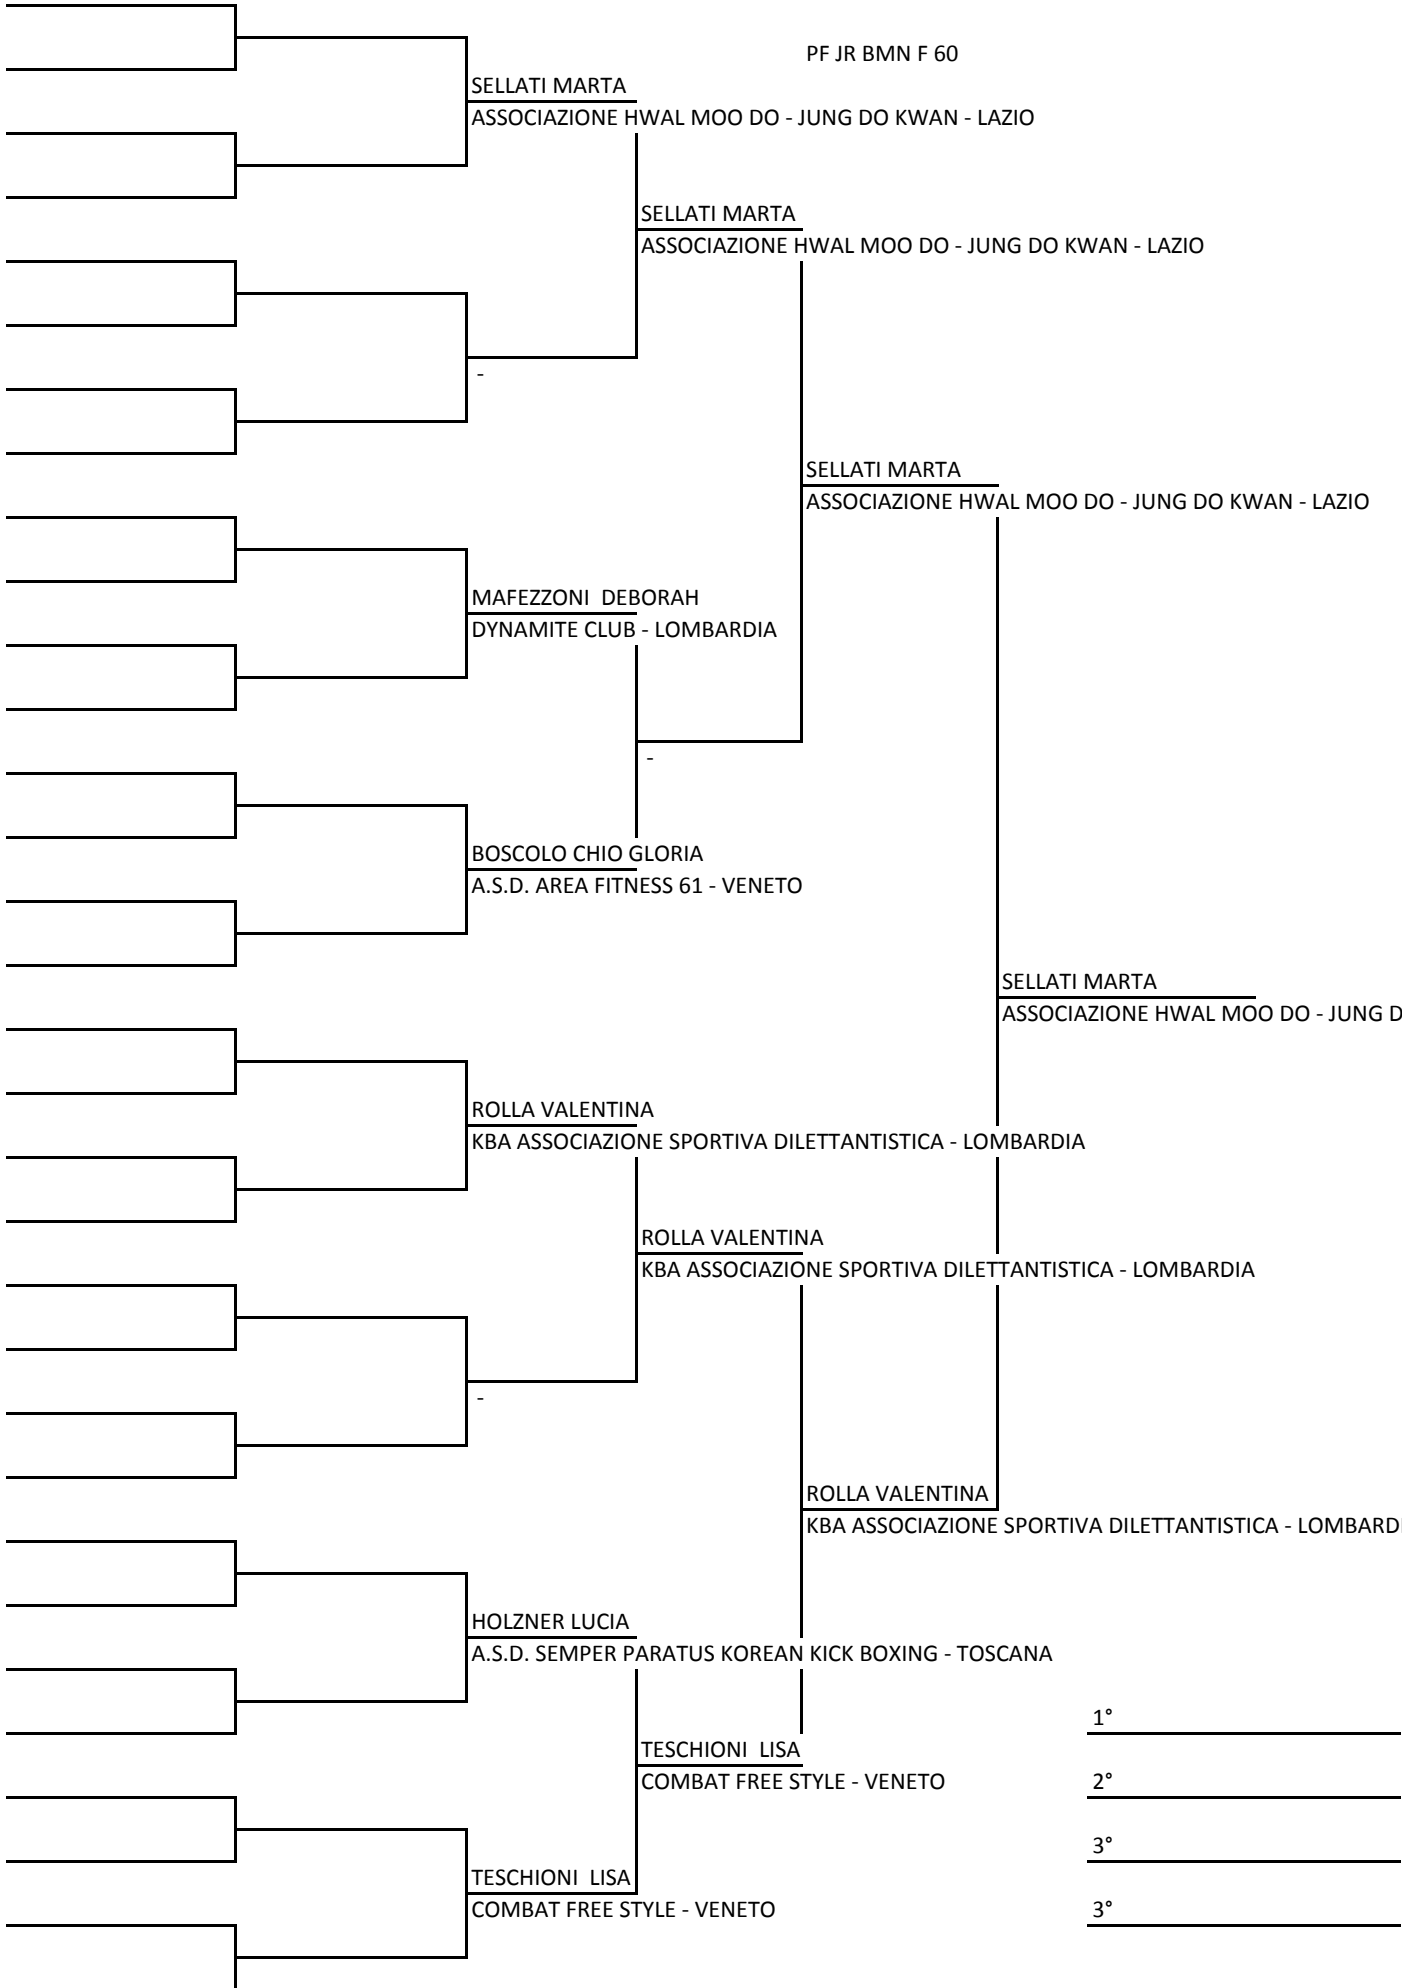 PF JR BMN F 60
SELLATI MARTA
ASSOCIAZIONE HWAL MOO DO - JUNG DO KWAN - LAZIO
SELLATI MARTA
ASSOCIAZIONE HWAL MOO DO - JUNG DO KWAN - LAZIO
-
SELLATI MARTA
ASSOCIAZIONE HWAL MOO DO - JUNG DO KWAN - LAZIO
MAFEZZONI  DEBORAH
DYNAMITE CLUB - LOMBARDIA
-
BOSCOLO CHIO GLORIA
A.S.D. AREA FITNESS 61 - VENETO
SELLATI MARTA
ASSOCIAZIONE HWAL MOO DO - JUNG D
ROLLA VALENTINA
KBA ASSOCIAZIONE SPORTIVA DILETTANTISTICA - LOMBARDIA
ROLLA VALENTINA
KBA ASSOCIAZIONE SPORTIVA DILETTANTISTICA - LOMBARDIA
-
ROLLA VALENTINA
KBA ASSOCIAZIONE SPORTIVA DILETTANTISTICA - LOMBARDI
HOLZNER LUCIA
A.S.D. SEMPER PARATUS KOREAN KICK BOXING - TOSCANA
1°
TESCHIONI  LISA
COMBAT FREE STYLE - VENETO
2°
3°
TESCHIONI  LISA
COMBAT FREE STYLE - VENETO
3°